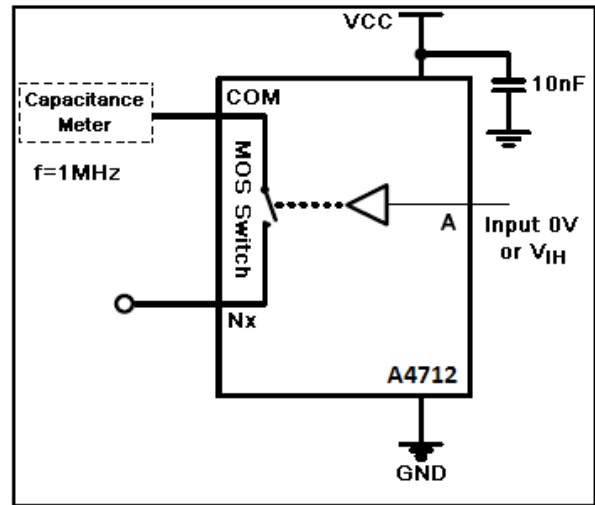 VCC
10nF
COM
Capacitance
Meter
f=1MHz
MOS Switch
A
Input 0V
or VIH
Nx
A4712
GND